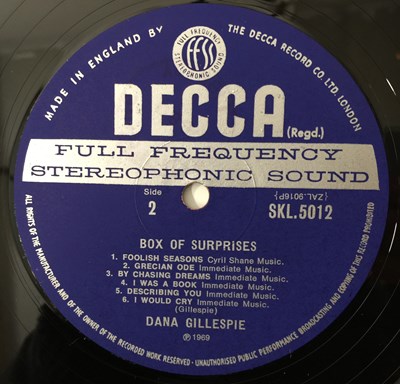 MADE IN ENGLAND BY
FULL FREQUENCY
ffss
STEREOPHONIC SOUND
THE DECCA RECORD CO. LTD. LONDON
DECCA (Regd.)
FULL FREQUENCY
STEREOPHONIC SOUND
Side
2
{ZAL.9016P}
SKL.5012
BOX OF SURPRISES
1. FOOLISH SEASONS Cyril Shane Music.
2. GRECIAN ODE Immediate Music.
3. BY CHASING DREAMS Immediate Music.
4. I WAS A BOOK Immediate Music.
5. DESCRIBING YOU Immediate Music.
6. I WOULD CRY Immediate Music.
(Gillespie)
DANA GILLESPIE
℗ 1969
ALL RIGHTS OF THE MANUFACTURER AND OF THE OWNER OF THE RECORDED WORK RESERVED · UNAUTHORISED PUBLIC PERFORMANCE BROADCASTING AND COPYING OF THIS RECORD PROHIBITED